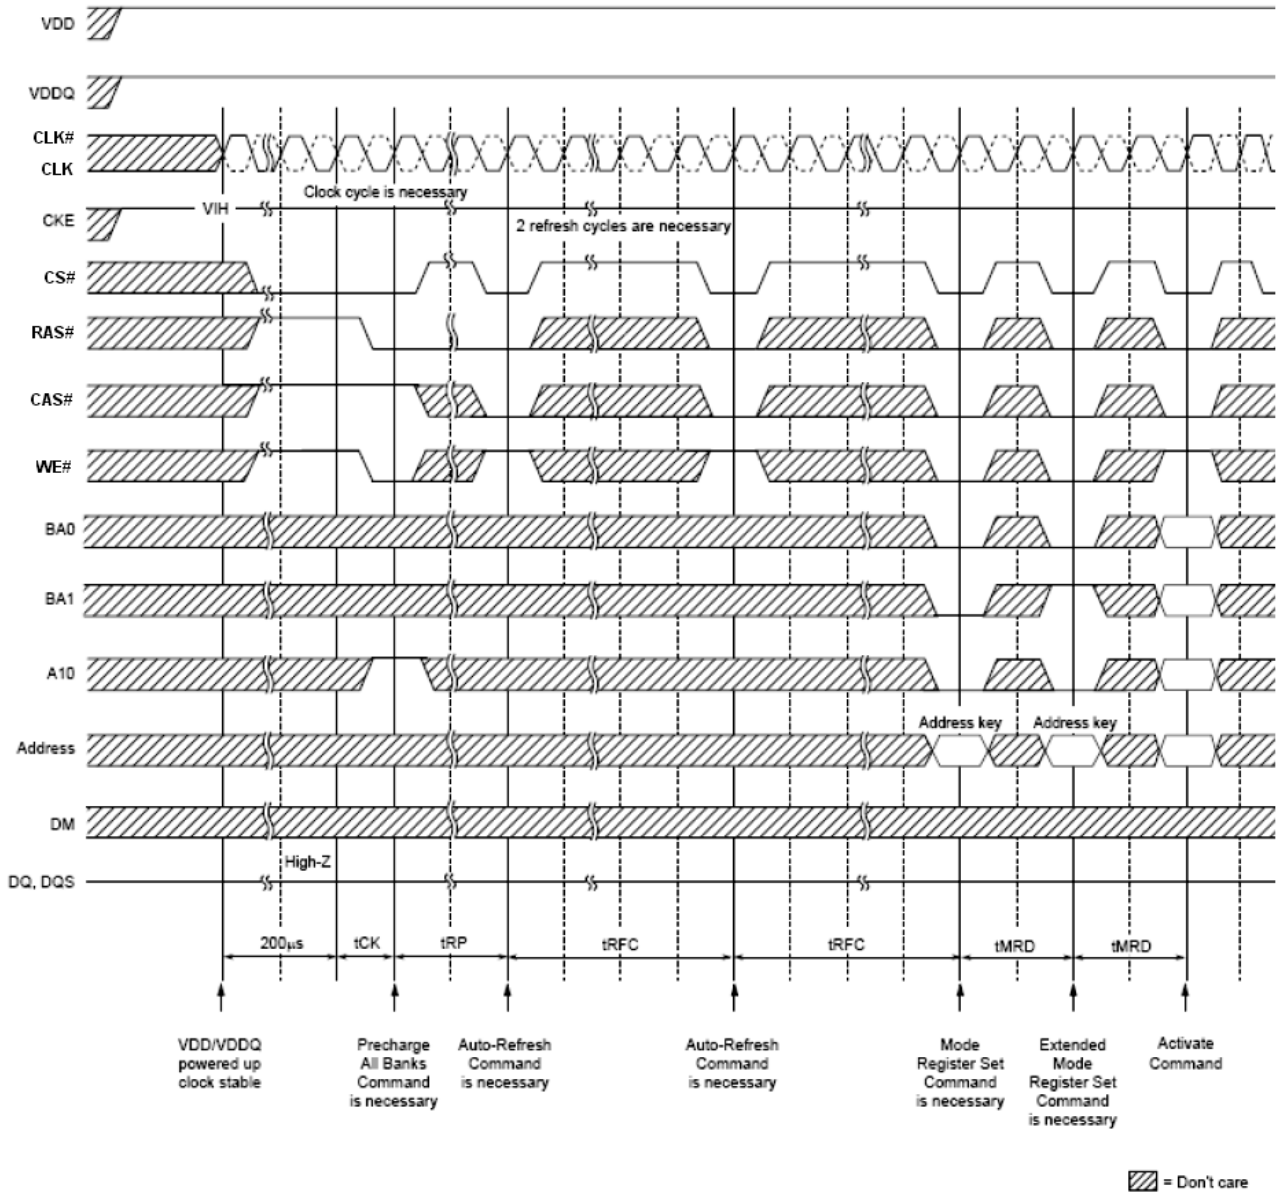 VDD
VDDQ
CLK#
CLK
Clock cycle is necessary
VIH
CKE
2 refresh cycles are necessary
CS#
RAS#
CAS#
WE#
BA0
BA1
A10
Address key Address key
Address
DM
High-Z
DQ, DQS
200μs tCK tRP tRFC tRFC tMRD tMRD
VDD/VDDQ
powered up
clock stable
Precharge
All Banks
Command
is necessary
Auto-Refresh
Command
is necessary
Auto-Refresh
Command
is necessary
Mode
Register Set
Command
is necessary
Extended
Mode
Register Set
Command
is necessary
Activate
Command
= Don't care